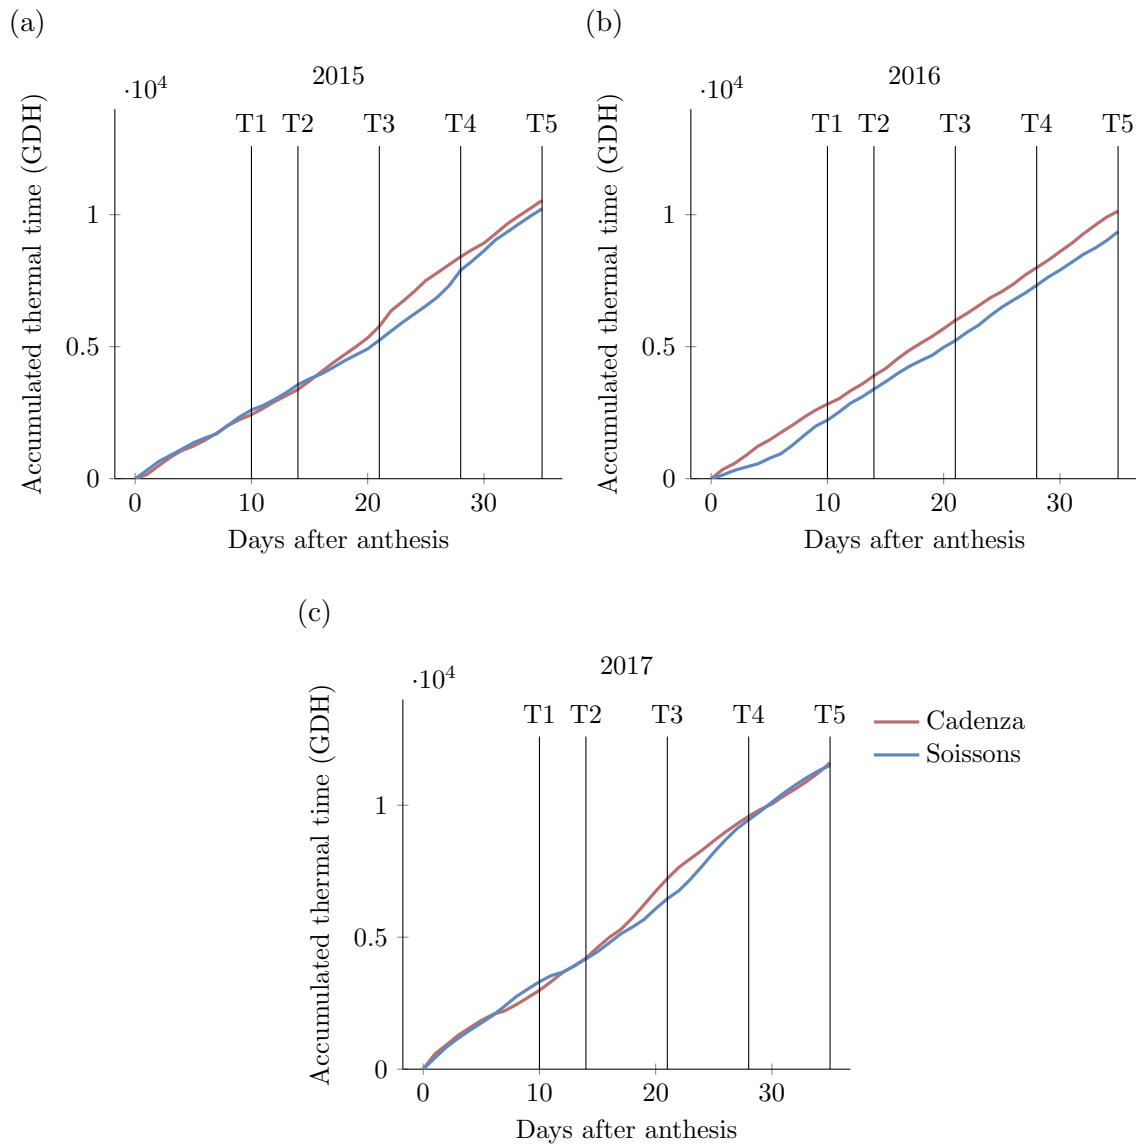 (a)
2015
·10⁴
T1 T2 T3 T4 T5
1
0.5
0
0 10 20 30
Days after anthesis
Accumulated thermal time (GDH)
(b)
2016
·10⁴
T1 T2 T3 T4 T5
1
0.5
0
0 10 20 30
Days after anthesis
Accumulated thermal time (GDH)
(c)
2017
·10⁴
T1 T2 T3 T4 T5
1
0.5
0
0 10 20 30
Days after anthesis
Accumulated thermal time (GDH)
Cadenza
Soissons